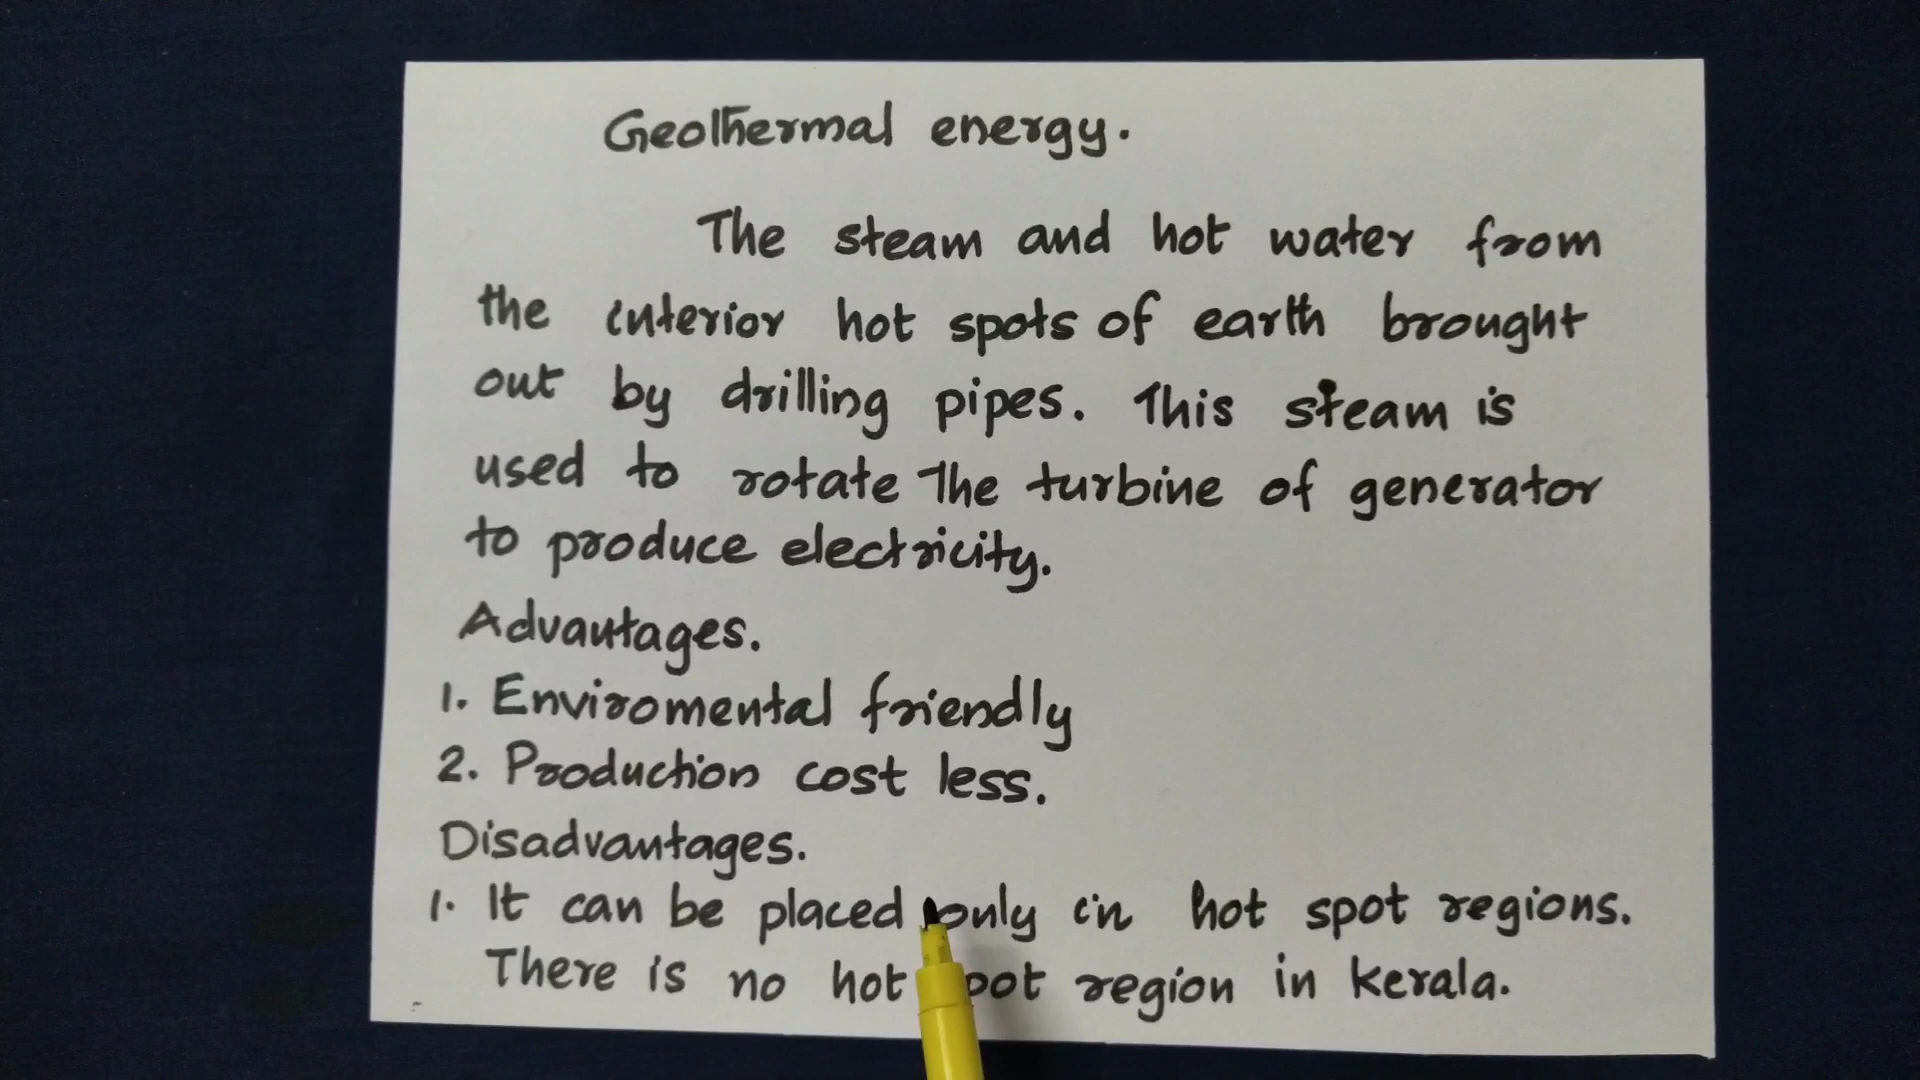 Geothermal energy.
The steam and hot water from
the interior hot spots of earth brought
out by drilling pipes. This steam is
used to rotate the turbine of generator
to produce electricity.
Advantages.
1. Enviromental friendly
2. Production cost less.
Disadvantages.
1. It can be placed only in hot spot regions.
There is no hot spot region in kerala.